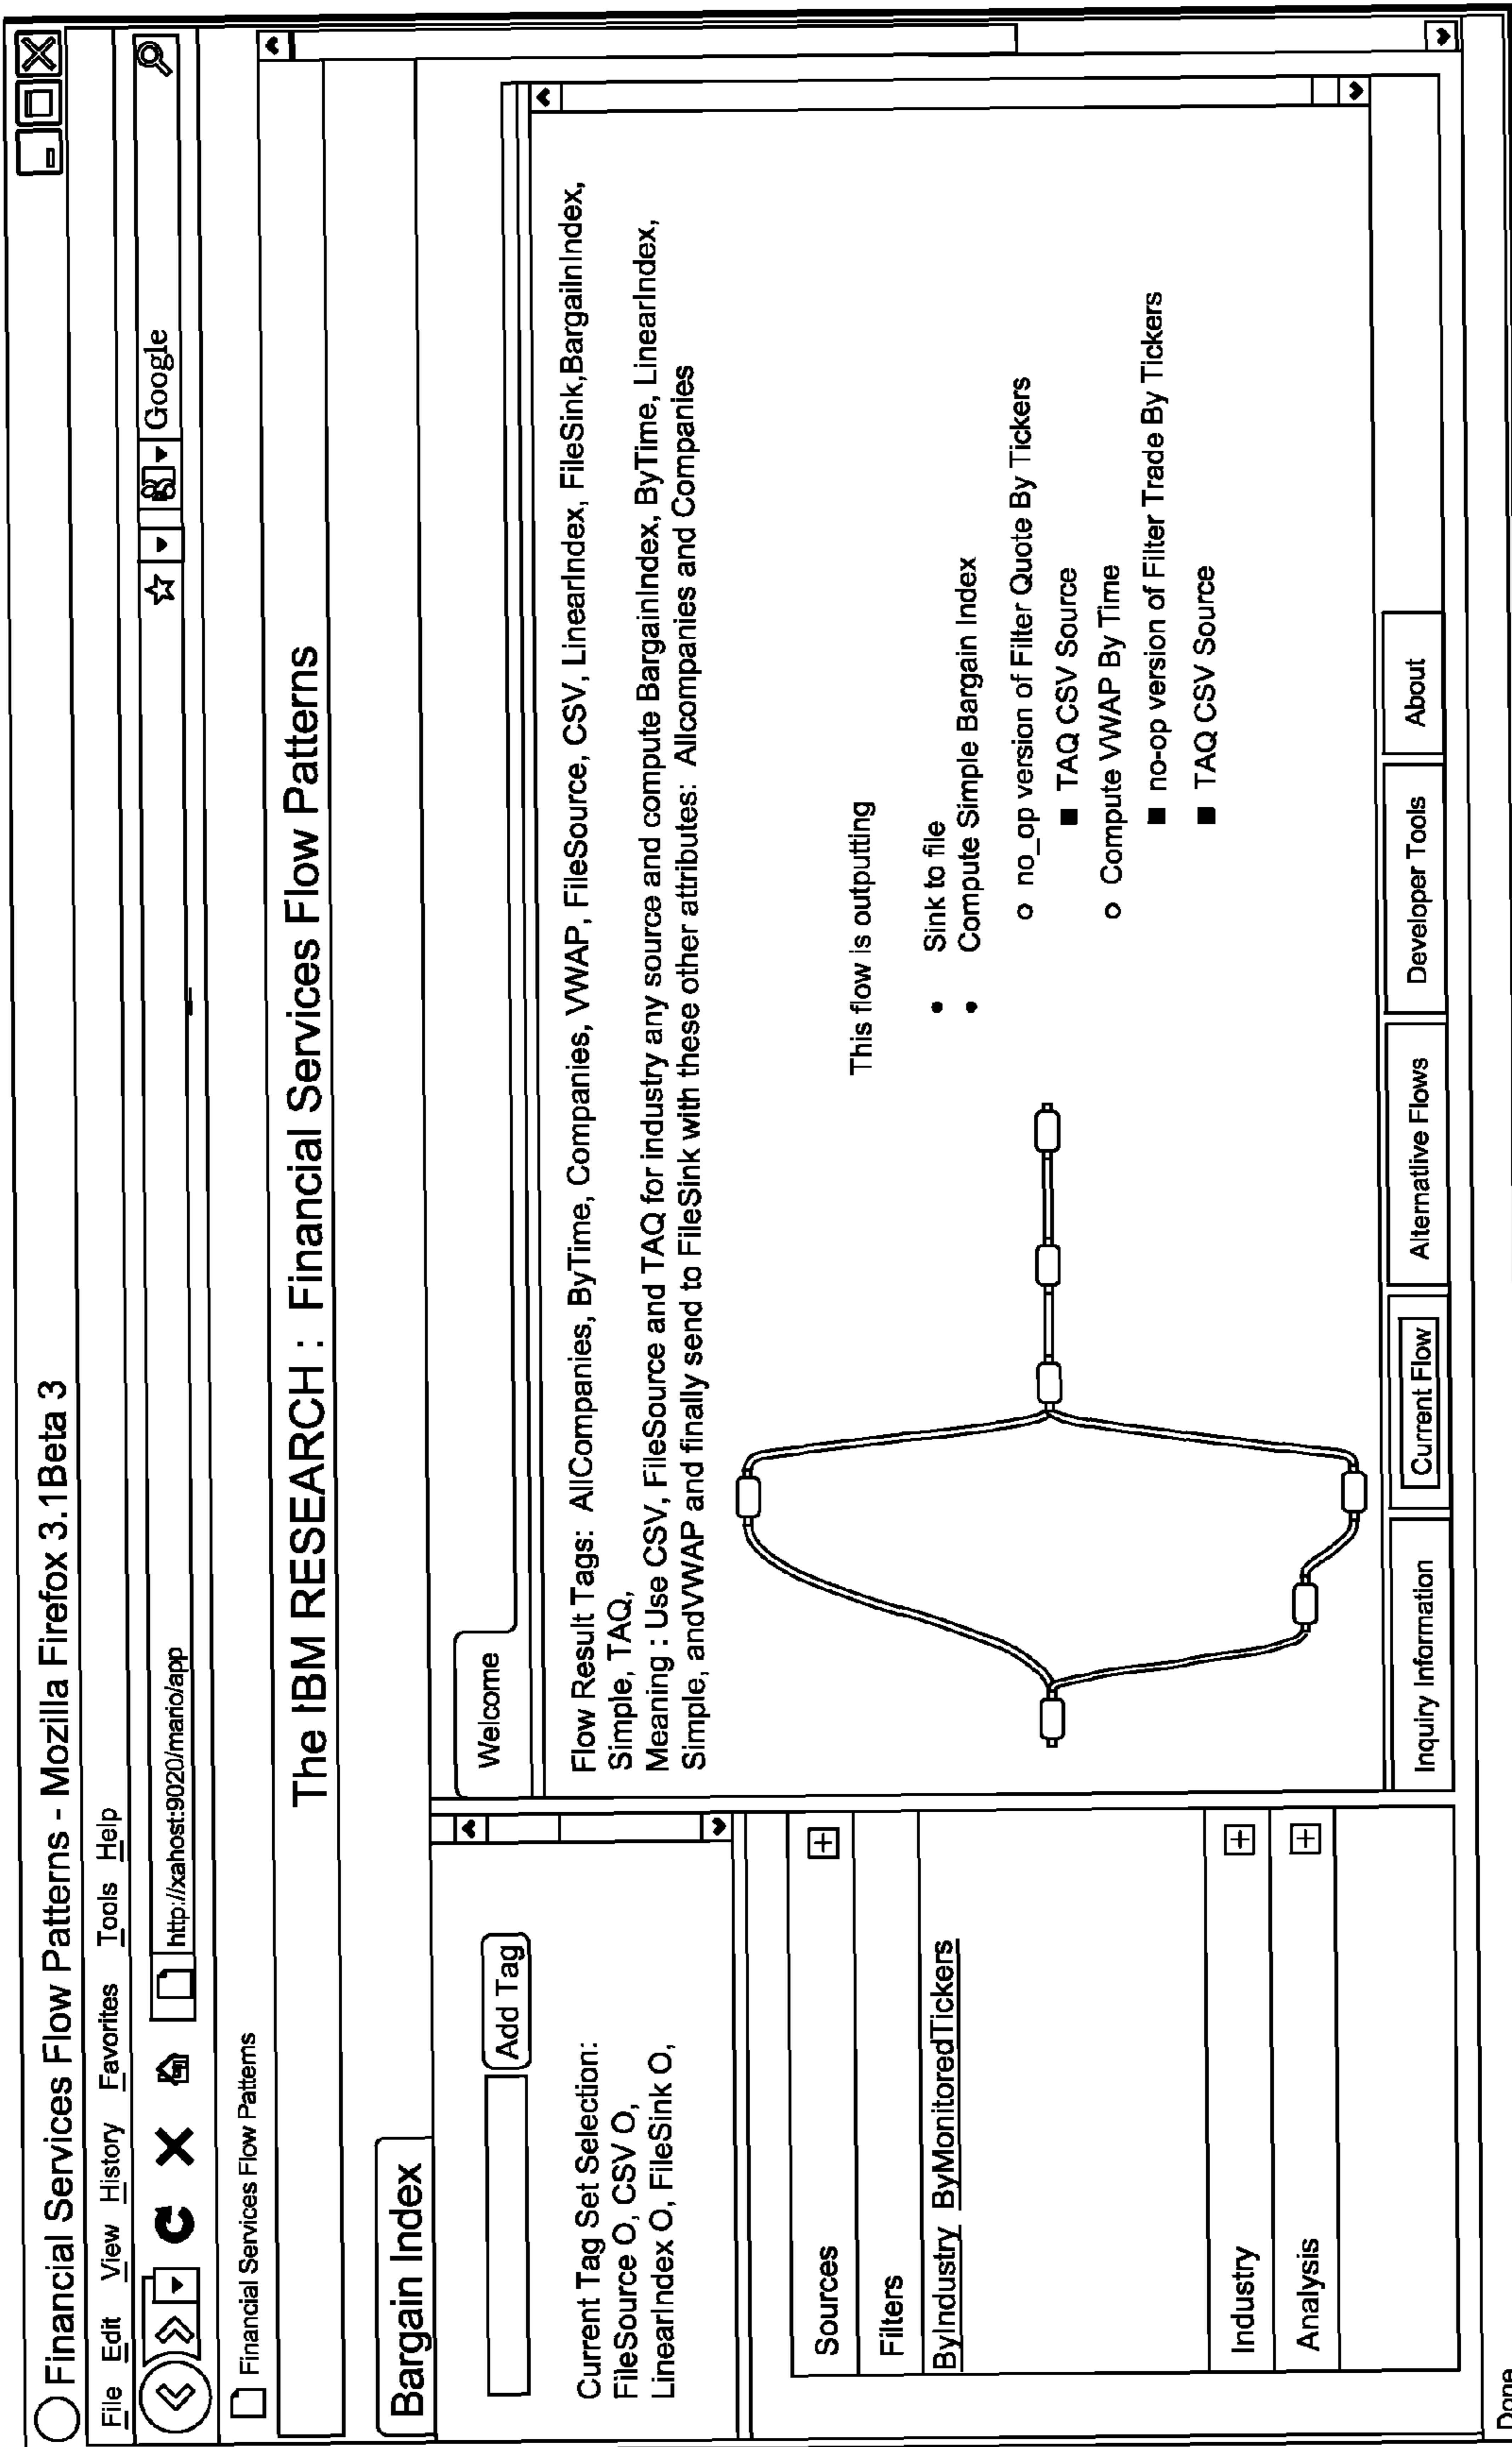 Financial Services Flow Patterns - Mozilla Firefox 3.1Beta 3
File Edit View History Favorites Tools Help
http://xahost:9020/mario/app
Google
Financial Services Flow Patterns
The IBM RESEARCH : Financial Services Flow Patterns
Bargain Index
Add Tag
Current Tag Set Selection:
FileSource O, CSV O,
LinearIndex O, FileSink O,
Sources
Filters
ByIndustry ByMonitoredTickers
Industry
Analysis
Welcome
Flow Result Tags: AllCompanies, ByTime, Companies, VWAP, FileSource, CSV, LinearIndex, FileSink,BargailnIndex,
Simple, TAQ,
Meaning : Use CSV, FileSource and TAQ for industry any source and compute BargainIndex, ByTime, LinearIndex,
Simple, andVWAP and finally send to FileSink with these other attributes: Allcompanies and Companies
This flow is outputting
• Sink to file
• Compute Simple Bargain Index
o no_op version of Filter Quote By Tickers
■ TAQ CSV Source
o Compute VWAP By Time
■ no-op version of Filter Trade By Tickers
■ TAQ CSV Source
Inquiry Information
Current Flow
Alternatlive Flows
Developer Tools
About
Done